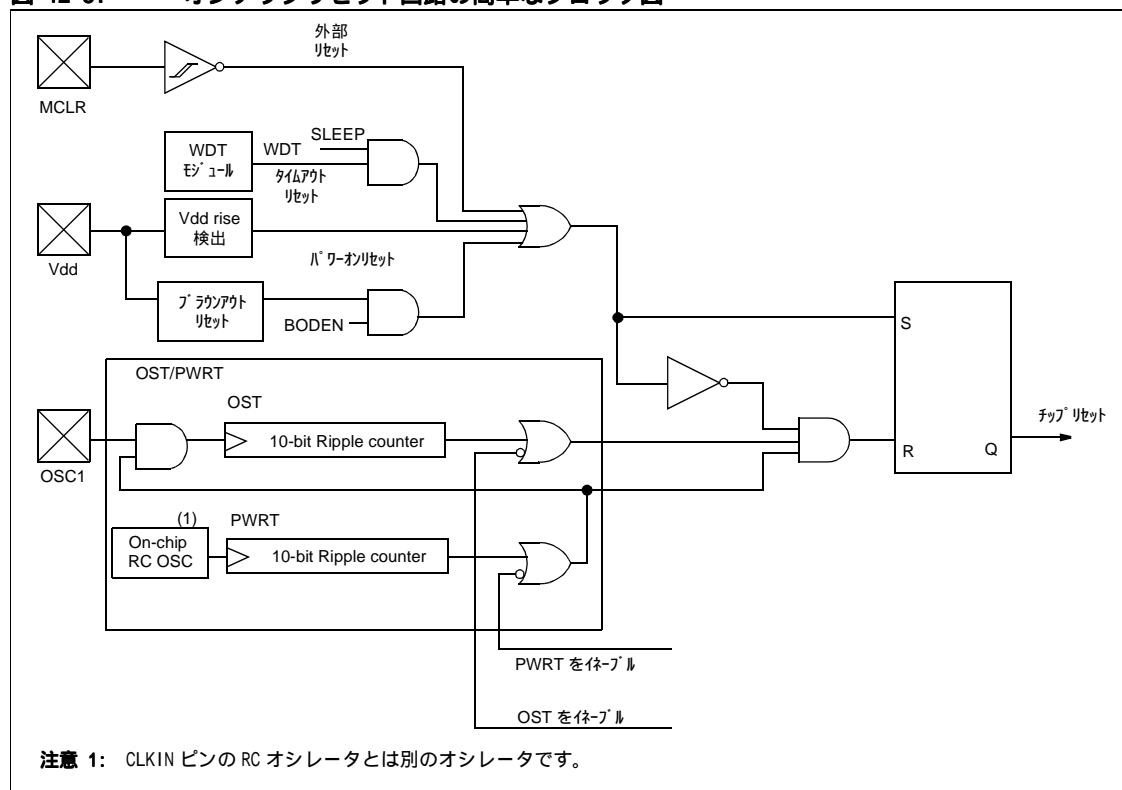 外部
リセット
MCLR
SLEEP
WDT
モジュール
WDT
タイムアウト
リセット
Vdd rise
検出
Vdd
パワーオンリセット
ブラウンアウト
リセット
BODEN
S
OST/PWRT
OST
チップリセット
10-bit Ripple counter
R
Q
OSC1
(1)
PWRT
On-chip
RC OSC
10-bit Ripple counter
PWRT をイネーブル
OST をイネーブル
注意 1: CLKIN ピンの RC オシレータとは別のオシレータです。